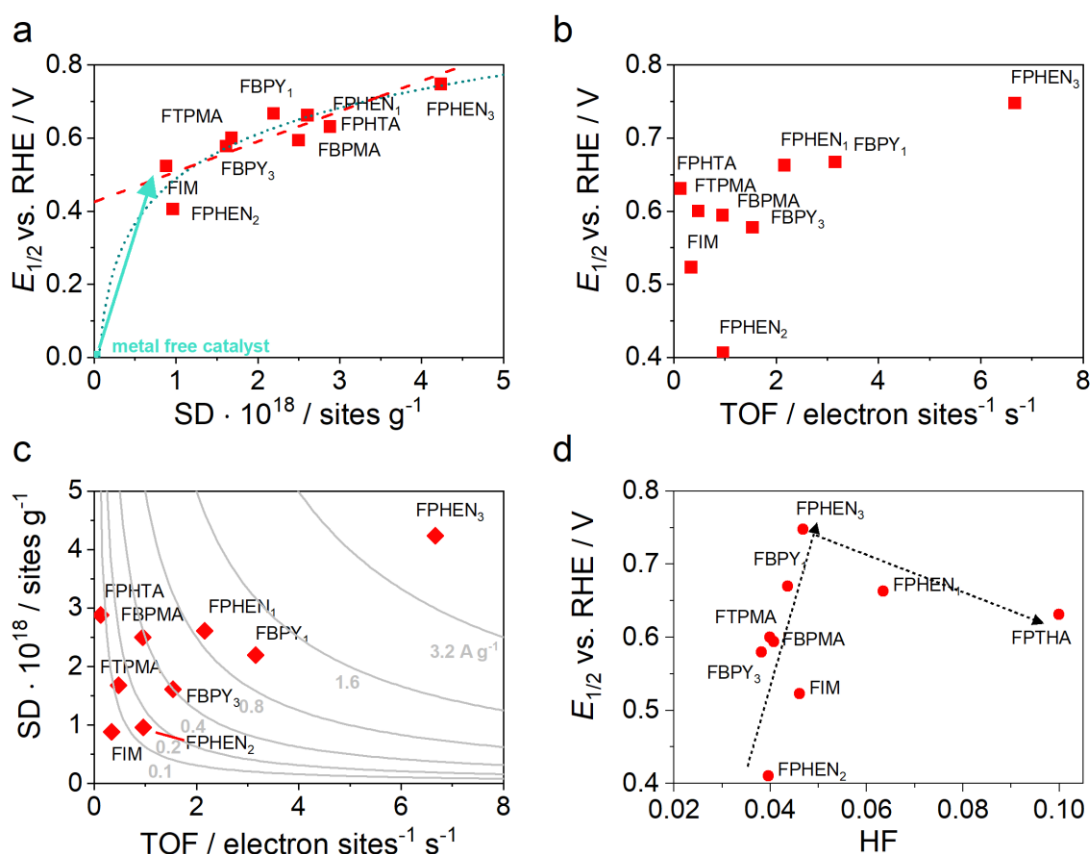 a
0.8
0.6
0.4
0.2
0.0
E1/2 vs. RHE / V
FBPY1
FPHEN1
FPHEN3
FTPMA
FPHTA
FBPMA
FBPY3
FIM
FPHEN2
metal free catalyst
0 1 2 3 4 5
SD · 10^18 / sites g^-1
b
0.8
0.7
0.6
0.5
0.4
E1/2 vs. RHE / V
FPHEN3
FPHEN1 FBPY1
FPHTA
FTPMA
FBPMA
FBPY3
FIM
FPHEN2
0 2 4 6 8
TOF / electron sites^-1 s^-1
c
5
4
3
2
1
0
SD · 10^18 / sites g^-1
FPHEN3
FPHTA
FBPMA FPHEN1
FBPY1
3.2 A g^-1
FTPMA
1.6
FBPY3
0.8
0.4
FIM
0.2
FPHEN2
0.1
0 2 4 6 8
TOF / electron sites^-1 s^-1
d
0.8
0.7
0.6
0.5
0.4
E1/2 vs. RHE / V
FPHEN3
FBPY1
FPHEN1
FTPMA
FBPMA
FPTHA
FBPY3
FIM
FPHEN2
0.02 0.04 0.06 0.08 0.10
HF